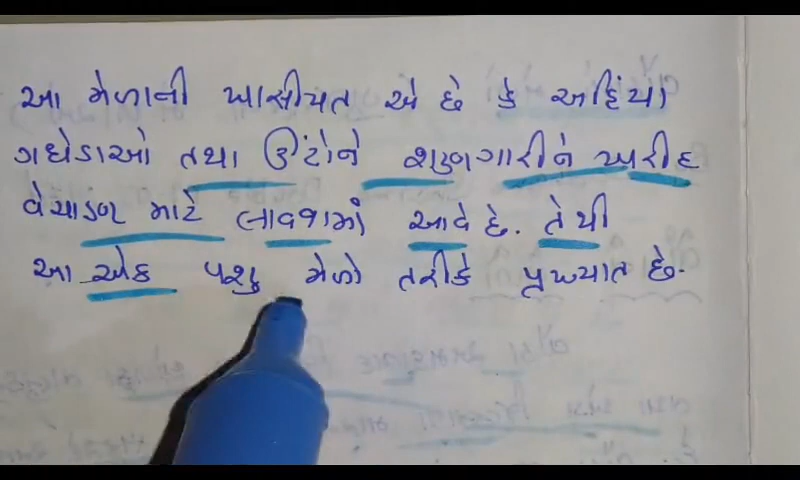 આ મેળાની ખાસીયત એ છે કે અહિંયા
ગધેડાઓ તથા ઊંટોને શણગારીને ખરીદ
વેચાણ માટે લાવવામાં આવે છે. તેથી
આ એક પશુ મેળો તરીકે પ્રખ્યાત છે.